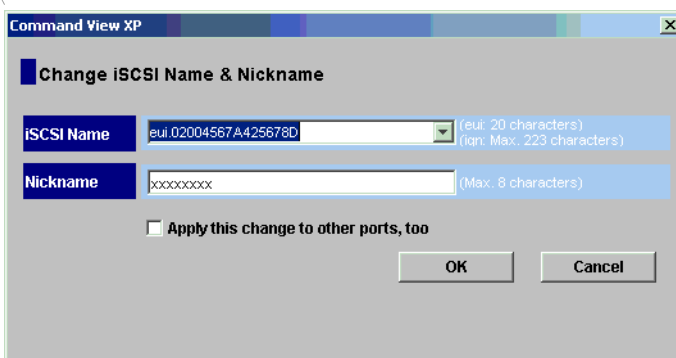 Command View XP
Change iSCSI Name & Nickname
iSCSI Name
eui.02004567A425678D
(eui: 20 characters)
(iqn: Max. 223 characters)
Nickname
xxxxxxxx
(Max. 8 characters)
Apply this change to other ports, too
OK
Cancel